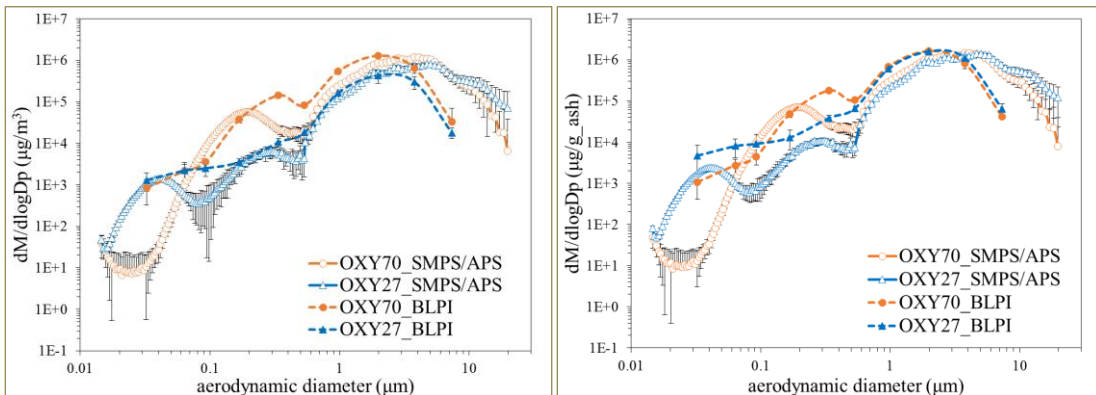 1E+7
1E+6
1E+5
1E+4
1E+3
1E+2
1E+1
1E+0
1E-1
dM/dlogDp (µg/m³)
OXY70_SMPS/APS
OXY27_SMPS/APS
OXY70_BLPI
OXY27_BLPI
0.01 0.1 1 10
aerodynamic diameter (µm)
1E+7
1E+6
1E+5
1E+4
1E+3
1E+2
1E+1
1E+0
1E-1
dM/dlogDp (µg/g_ash)
OXY70_SMPS/APS
OXY27_SMPS/APS
OXY70_BLPI
OXY27_BLPI
0.01 0.1 1 10
aerodynamic diameter (µm)